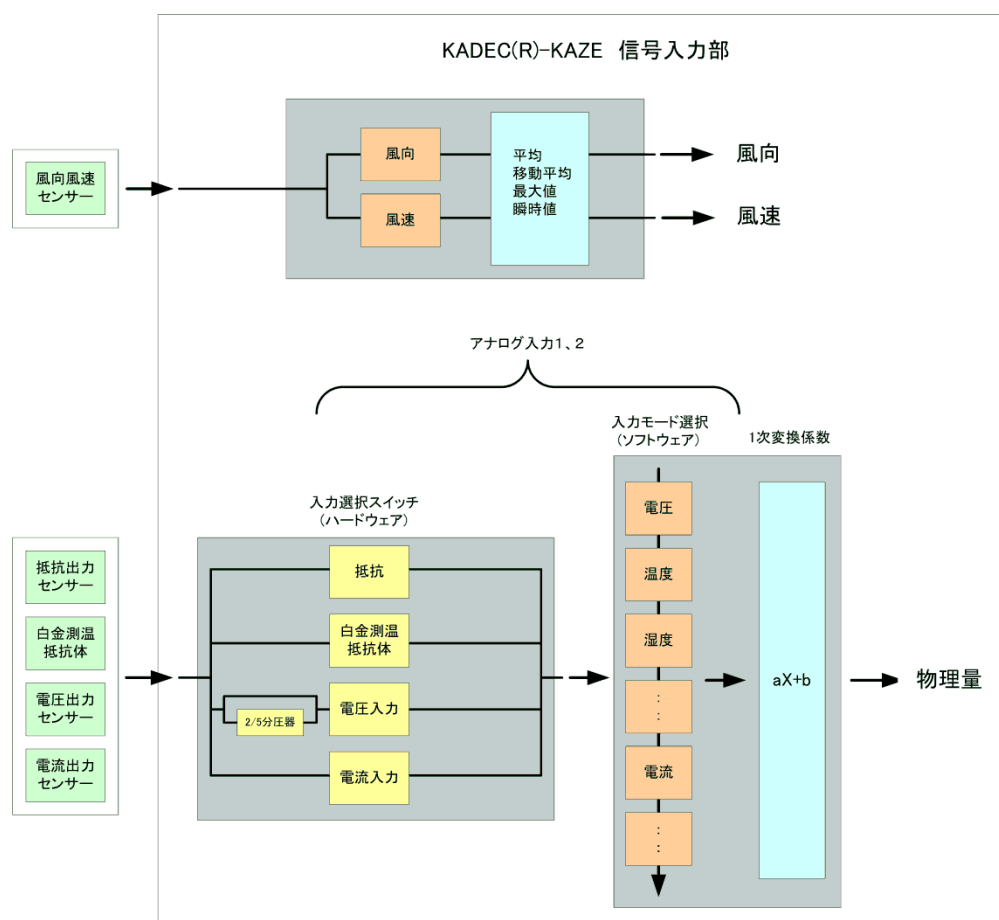 KADEC(R)-KAZE 信号入力部
風向風速
センサー
風向
風速
平均
移動平均
最大値
瞬時値
風向
風速
アナログ入力1、2
入力モード選択
(ソフトウェア)
1次変換係数
入力選択スイッチ
(ハードウェア)
抵抗出力
センサー
白金測温
抵抗体
電圧出力
センサー
電流出力
センサー
抵抗
白金測温
抵抗体
2/5分圧器
電圧入力
電流入力
電圧
温度
湿度
:
:
電流
:
:
aX+b
物理量